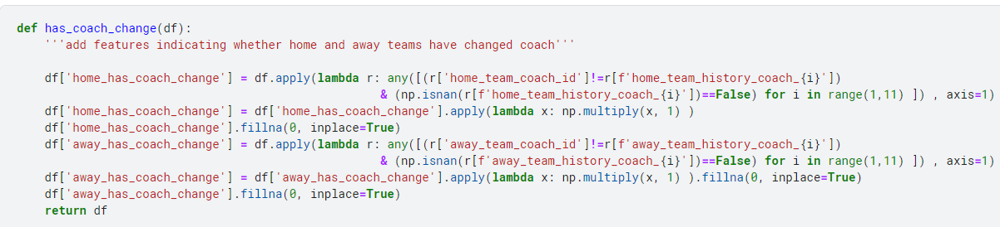 def has_coach_change(df):
    '''add features indicating whether home and away teams have changed coach'''
    df['home_has_coach_change'] = df.apply(lambda r: any([(r['home_team_coach_id']!=r[f'home_team_history_coach_{i}'])
                                                 & (np.isnan(r[f'home_team_history_coach_{i}'])==False) for i in range(1,11) ]) , axis=1)
    df['home_has_coach_change'] = df['home_has_coach_change'].apply(lambda x: np.multiply(x, 1) )
    df['home_has_coach_change'].fillna(0, inplace=True)
    df['away_has_coach_change'] = df.apply(lambda r: any([(r['away_team_coach_id']!=r[f'away_team_history_coach_{i}'])
                                                 & (np.isnan(r[f'away_team_history_coach_{i}'])==False) for i in range(1,11) ]) , axis=1)
    df['away_has_coach_change'] = df['away_has_coach_change'].apply(lambda x: np.multiply(x, 1) ).fillna(0, inplace=True)
    df['away_has_coach_change'].fillna(0, inplace=True)
    return df